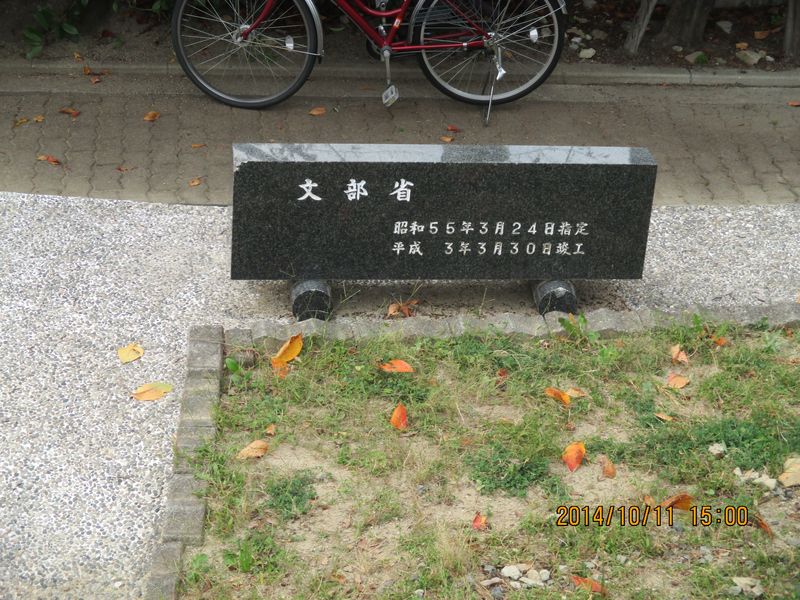 文部省
昭和55年3月24日指定
平成 3年3月30日竣工
2014/10/11 15:00